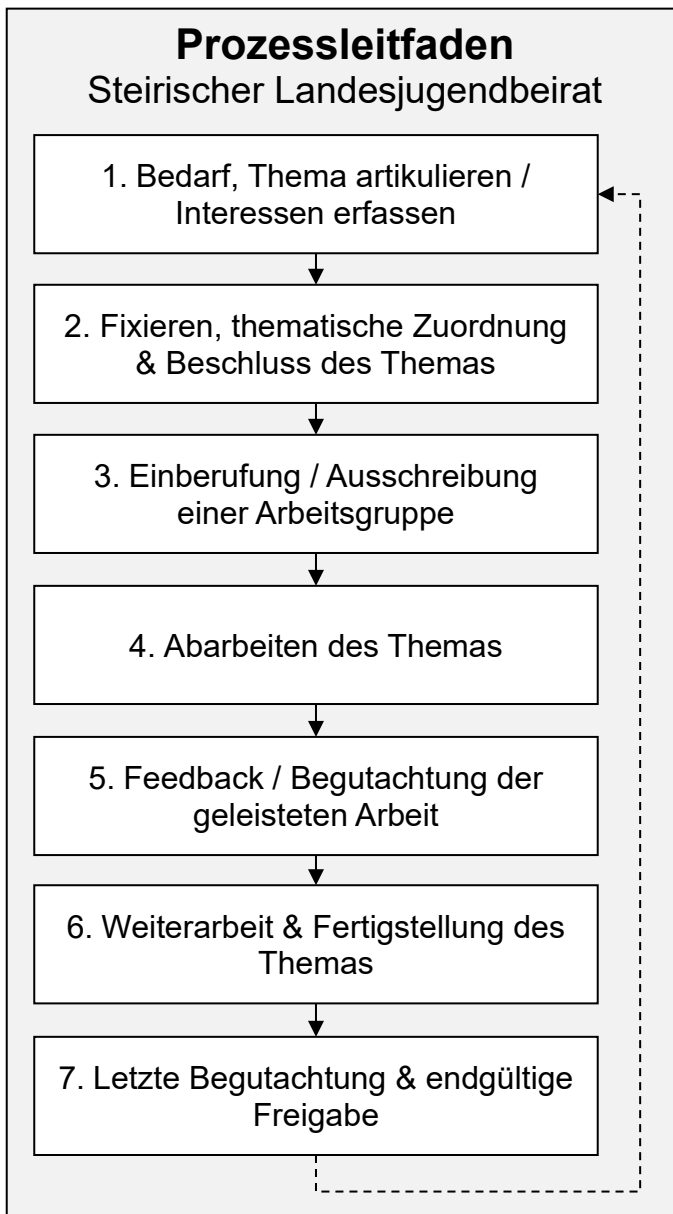 Prozessleitfaden
Steirischer Landesjugendbeirat
1. Bedarf, Thema artikulieren /
Interessen erfassen
2. Fixieren, thematische Zuordnung
& Beschluss des Themas
3. Einberufung / Ausschreibung
einer Arbeitsgruppe
4. Abarbeiten des Themas
5. Feedback / Begutachtung der
geleisteten Arbeit
6. Weiterarbeit & Fertigstellung des
Themas
7. Letzte Begutachtung & endgültige
Freigabe